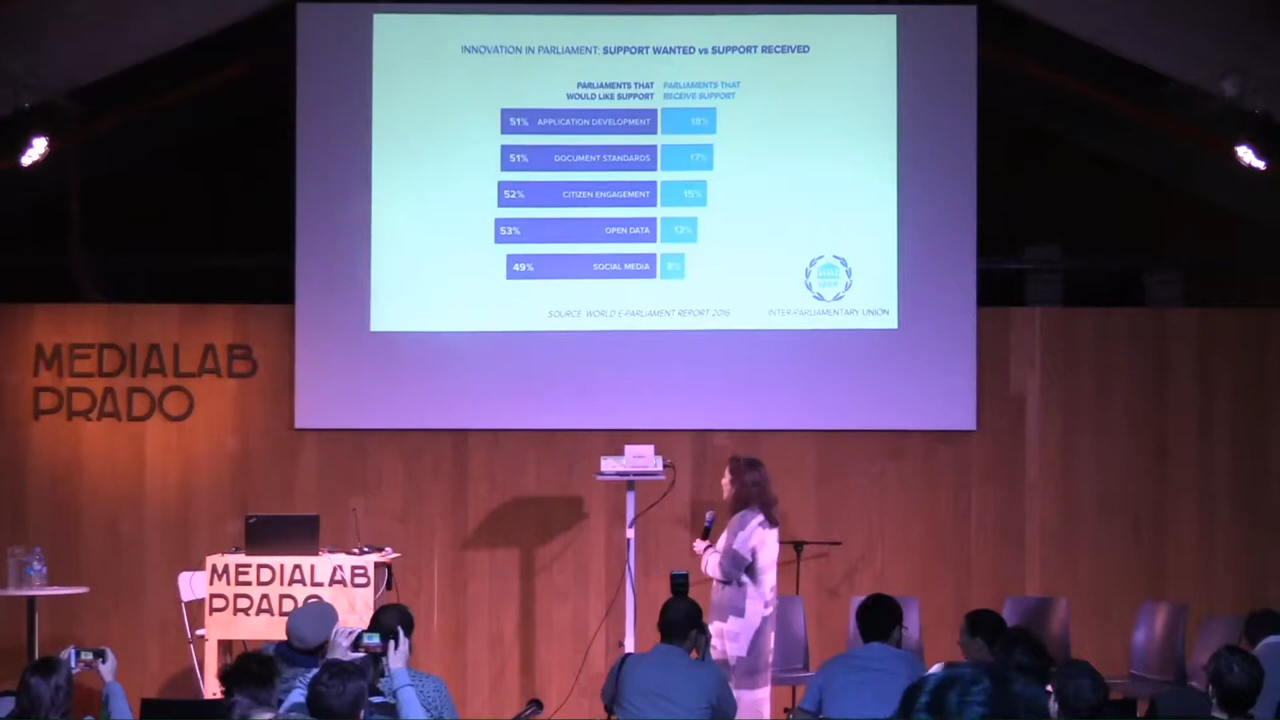 INNOVATION IN PARLIAMENT: SUPPORT WANTED vs SUPPORT RECEIVED
PARLIAMENTS THAT WOULD LIKE SUPPORT
PARLIAMENTS THAT RECEIVE SUPPORT
51% APPLICATION DEVELOPMENT 18%
51% DOCUMENT STANDARDS 17%
52% CITIZEN ENGAGEMENT 15%
53% OPEN DATA 12%
49% SOCIAL MEDIA 8%
SOURCE: WORLD E-PARLIAMENT REPORT 2016
INTER-PARLIAMENTARY UNION
MEDIALAB
PRADO
MEDIALAB
PRADO